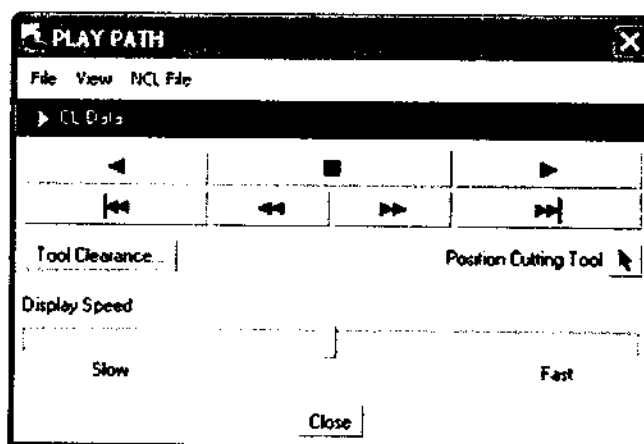 PLAY PATH
File View NCL File
CL Data
Tool Clearance...
Position Cutting Tool
Display Speed
Slow Fast
Close